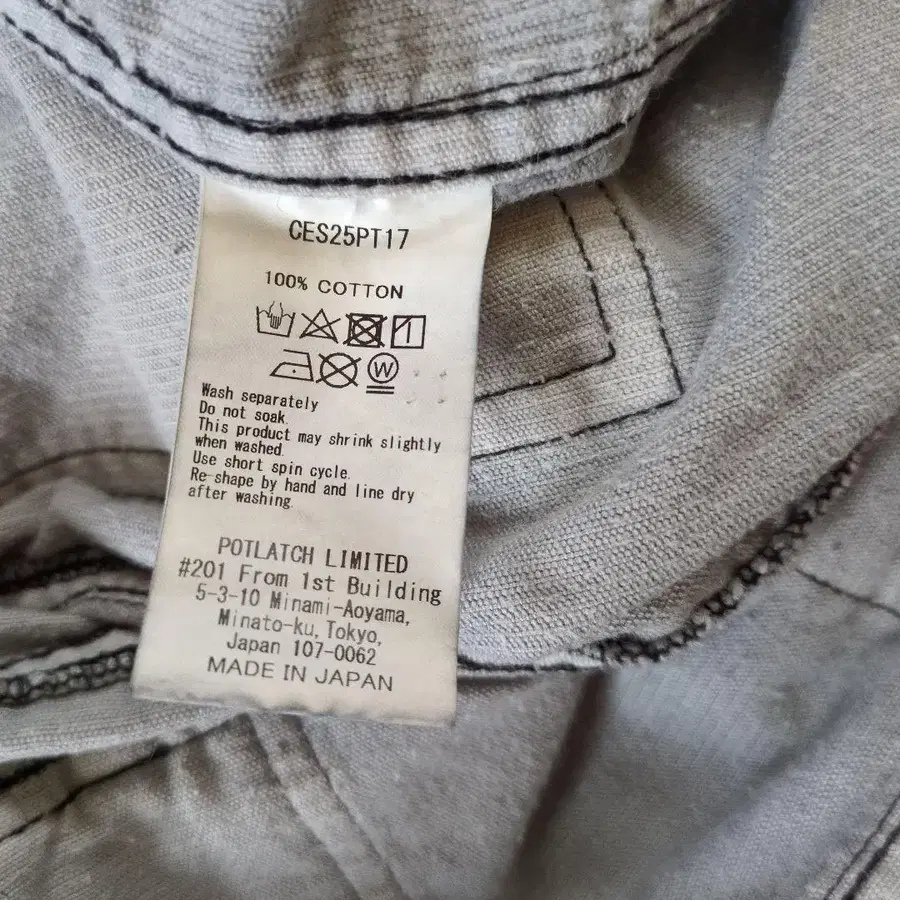 CES25PT17
100% COTTON
W
Wash separately
Do not soak.
This product may shrink slightly
when washed.
Use short spin cycle.
Re-shape by hand and line dry
after washing.
POTLATCH LIMITED
#201 From 1st Building
5-3-10 Minami-Aoyama,
Minato-ku, Tokyo,
Japan 107-0062
MADE IN JAPAN